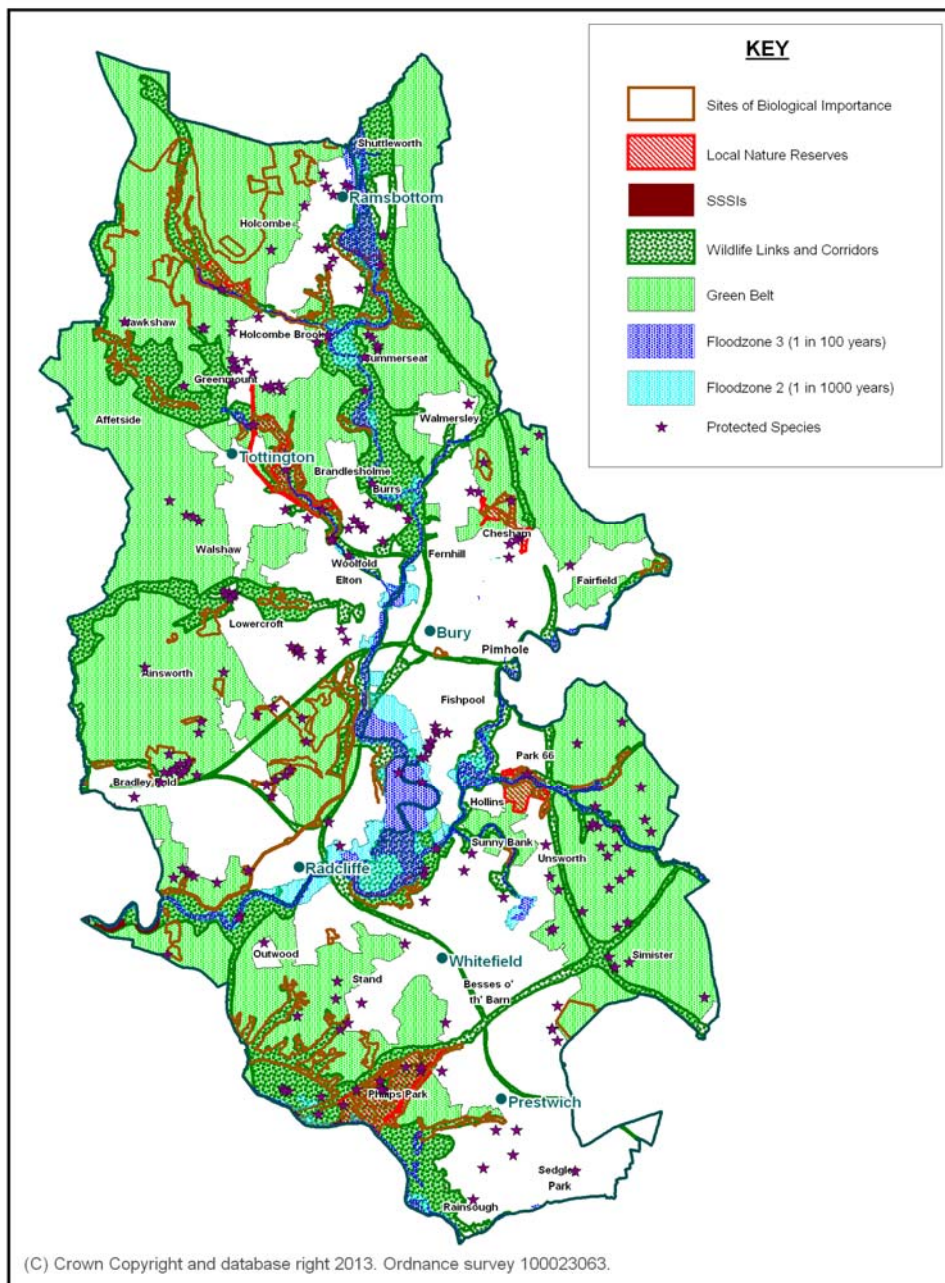 KEY
Sites of Biological Importance
Local Nature Reserves
SSSIs
Wildlife Links and Corridors
Green Belt
Floodzone 3 (1 in 100 years)
Floodzone 2 (1 in 1000 years)
Protected Species
Shuttleworth
Ramsbottom
Holcombe
Hawkshaw
Holcombe Brook
Summerseat
Greenmount
Affetside
Walmersley
Tottington
Brandlesholme
Burrs
Walshaw
Chesham
Woolfold
Fernhill
Elton
Fairfield
Lowercroft
Bury
Pimhole
Ainsworth
Fishpool
Park 66
Bradley Fold
Hollins
Sunny Bank
Unsworth
Radcliffe
Outwood
Whitefield
Simister
Stand
Besses o'
th' Barn
Philips Park
Prestwich
Sedgley
Park
Rainsough
(C) Crown Copyright and database right 2013. Ordnance survey 100023063.